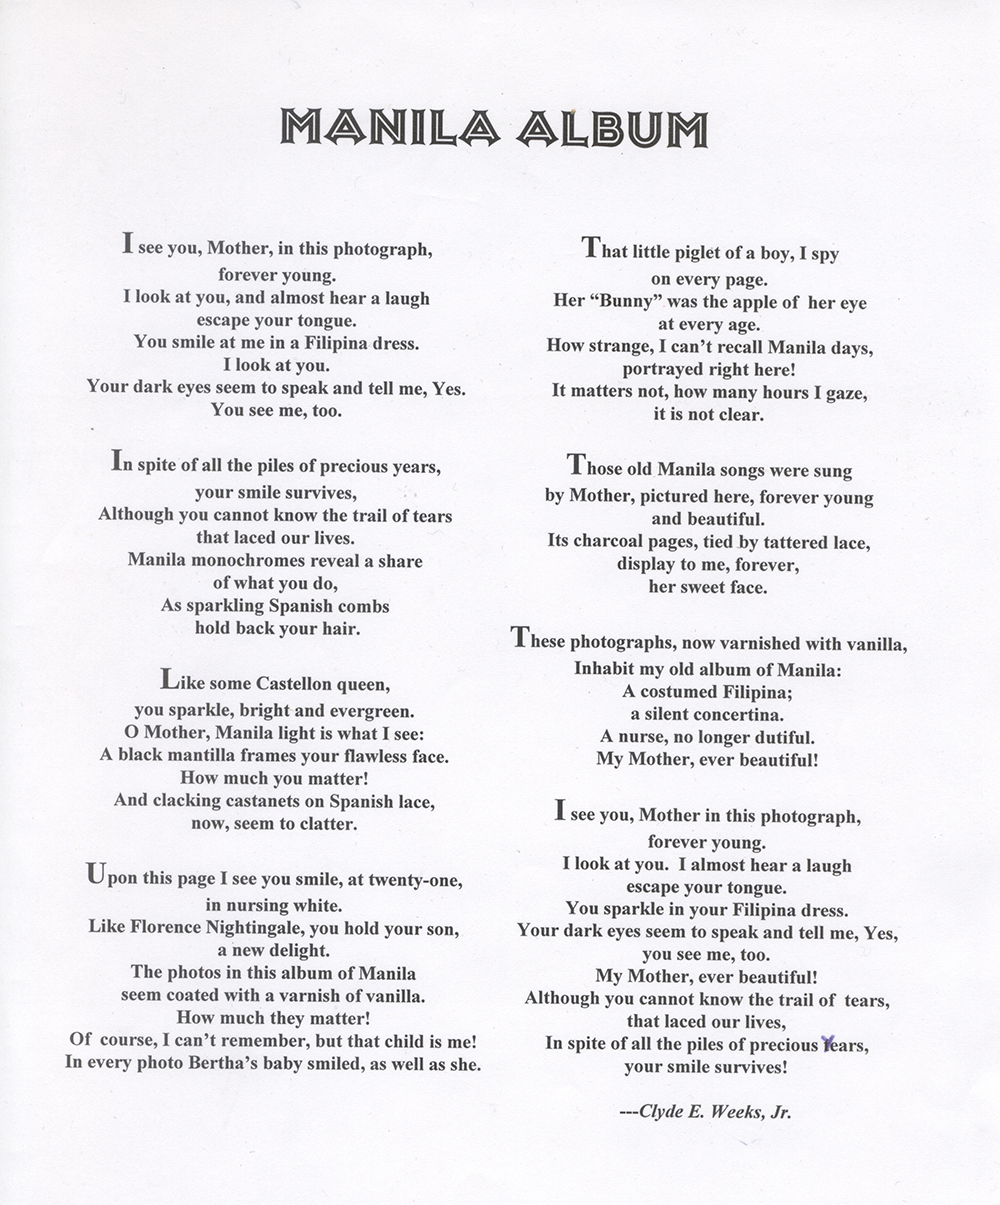 MANILA ALBUM
I see you, Mother, in this photograph,
forever young.
I look at you, and almost hear a laugh
escape your tongue.
You smile at me in a Filipina dress.
I look at you.
Your dark eyes seem to speak and tell me, Yes.
You see me, too.
In spite of all the piles of precious years,
your smile survives,
Although you cannot know the trail of tears
that laced our lives.
Manila monochromes reveal a share
of what you do,
As sparkling Spanish combs
hold back your hair.
Like some Castellon queen,
you sparkle, bright and evergreen.
O Mother, Manila light is what I see:
A black mantilla frames your flawless face.
How much you matter!
And clacking castanets on Spanish lace,
now, seem to clatter.
Upon this page I see you smile, at twenty-one,
in nursing white.
Like Florence Nightingale, you hold your son,
a new delight.
The photos in this album of Manila
seem coated with a varnish of vanilla.
How much they matter!
Of course, I can't remember, but that child is me!
In every photo Bertha's baby smiled, as well as she.
That little piglet of a boy, I spy
on every page.
Her “Bunny” was the apple of her eye
at every age.
How strange, I can't recall Manila days,
portrayed right here!
It matters not, how many hours I gaze,
it is not clear.
Those old Manila songs were sung
by Mother, pictured here, forever young
and beautiful.
Its charcoal pages, tied by tattered lace,
display to me, forever,
her sweet face.
These photographs, now varnished with vanilla,
Inhabit my old album of Manila:
A costumed Filipina;
a silent concertina.
A nurse, no longer dutiful.
My Mother, ever beautiful!
I see you, Mother in this photograph,
forever young.
I look at you. I almost hear a laugh
escape your tongue.
You sparkle in your Filipina dress.
Your dark eyes seem to speak and tell me, Yes,
you see me, too.
My Mother, ever beautiful!
Although you cannot know the trail of tears,
that laced our lives,
In spite of all the piles of precious Years,
your smile survives!
---Clyde E. Weeks, Jr.